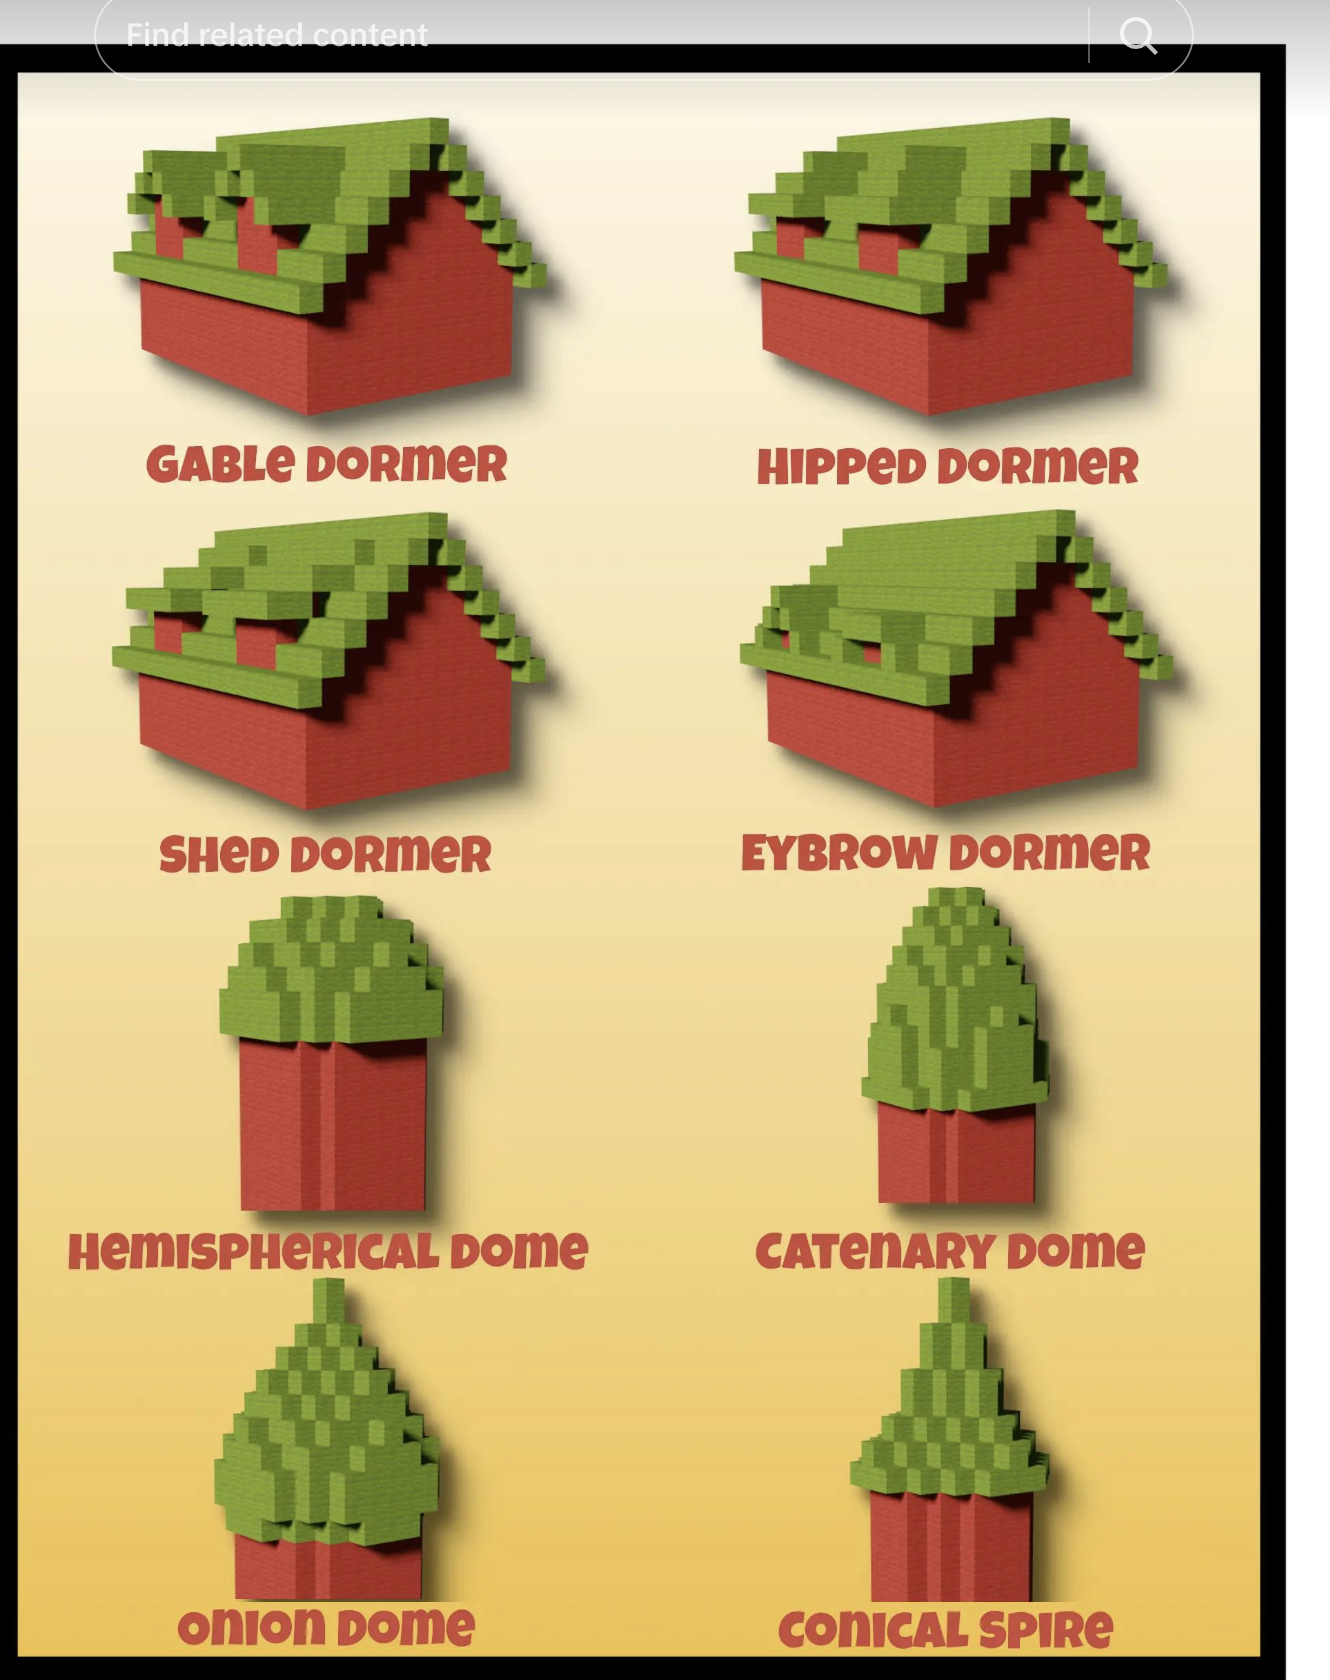 Find related content
GABLE DORMER
HIPPED DORMER
SHED DORMER
EYBROW DORMER
HEMISPHERICAL DOME
CATENARY DOME
ONION DOME
CONICAL SPIRE